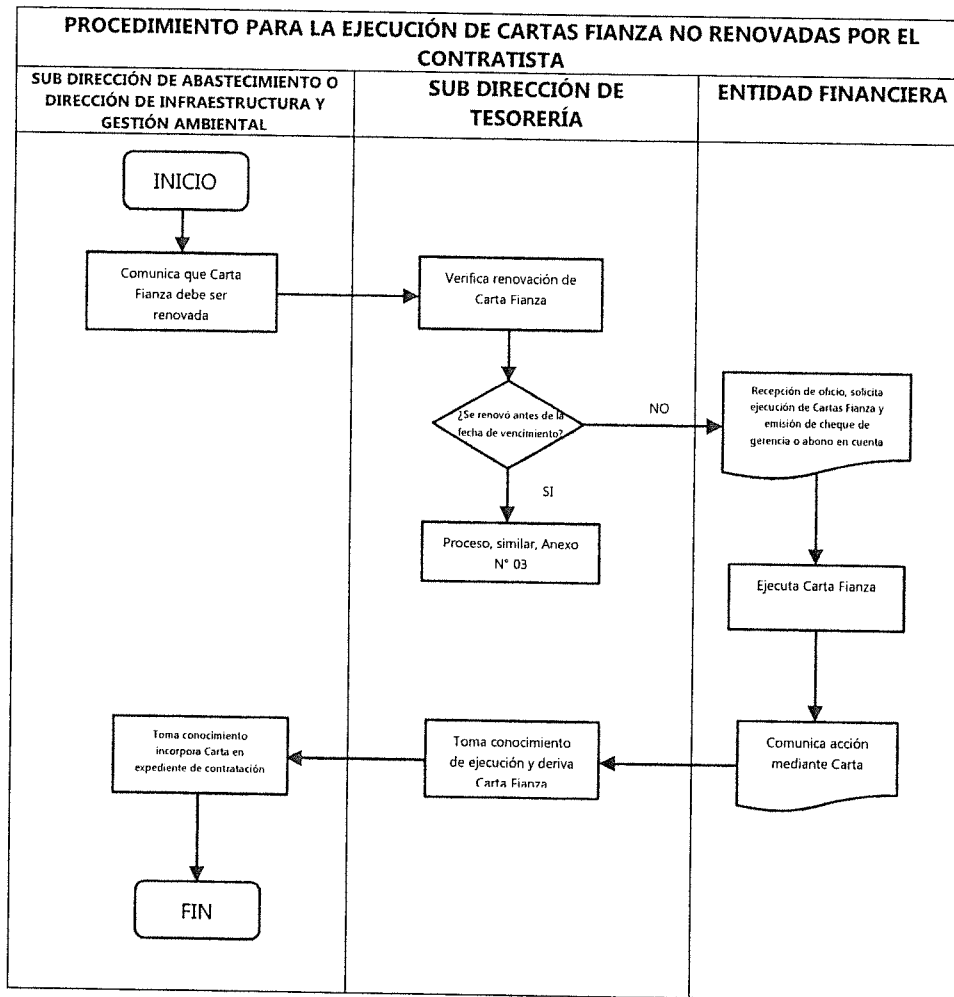 PROCEDIMIENTO PARA LA EJECUCIÓN DE CARTAS FIANZA NO RENOVADAS POR EL
CONTRATISTA
SUB DIRECCIÓN DE ABASTECIMIENTO O
DIRECCIÓN DE INFRAESTRUCTURA Y
GESTIÓN AMBIENTAL
SUB DIRECCIÓN DE
TESORERÍA
ENTIDAD FINANCIERA
INICIO
Comunica que Carta
Fianza debe ser
renovada
Verifica renovación de
Carta Fianza
¿Se renovó antes de la
fecha de vencimiento?
NO
SI
Recepción de oficio, solicita
ejecución de Cartas Fianza y
emisión de cheque de
gerencia o abono en cuenta
Proceso, similar, Anexo
N° 03
Ejecuta Carta Fianza
Comunica acción
mediante Carta
Toma conocimiento
de ejecución y deriva
Carta Fianza
Toma conocimiento
incorpora Carta en
expediente de contratación
FIN